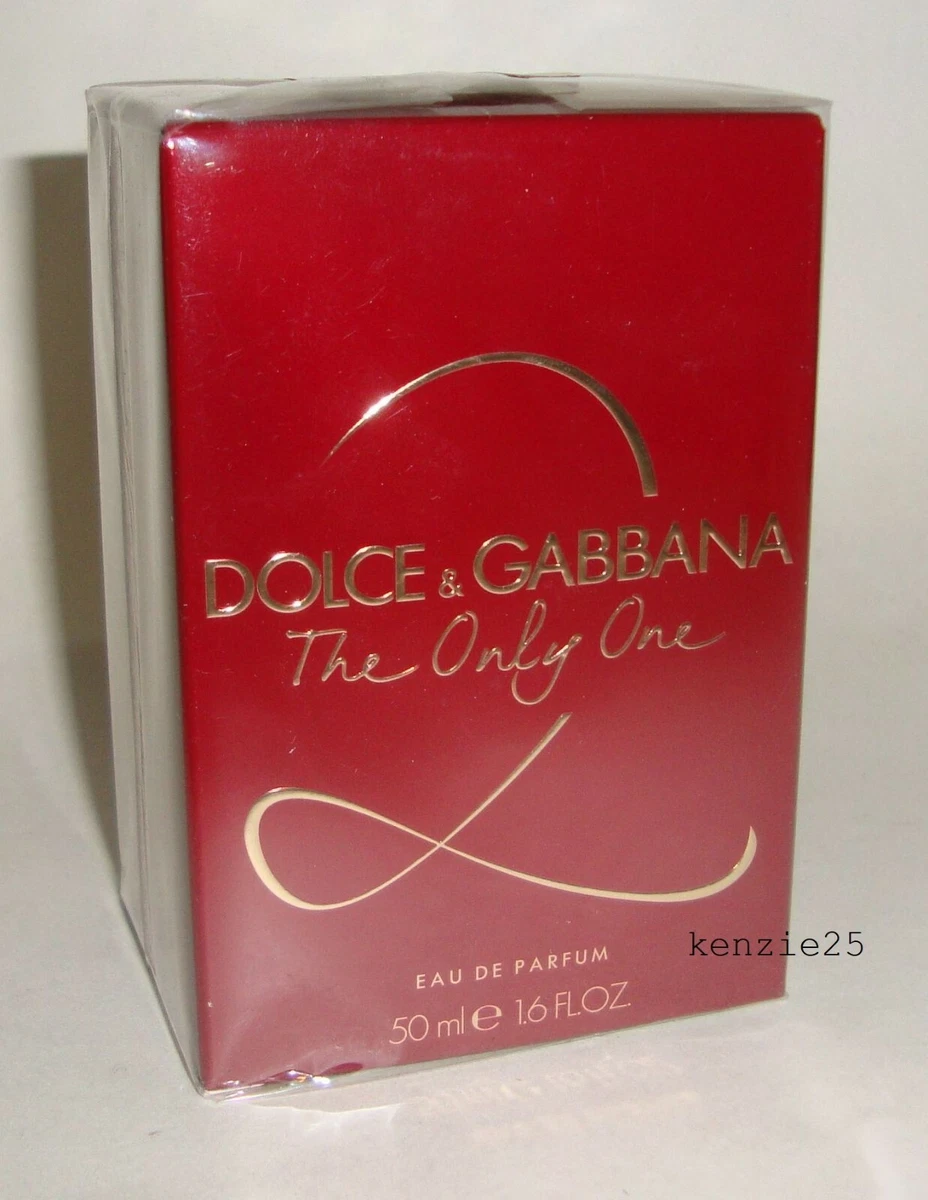 DOLCE & GABBANA
The Only One
2
EAU DE PARFUM
50 ml e 1.6 FL.OZ.
kenzie25